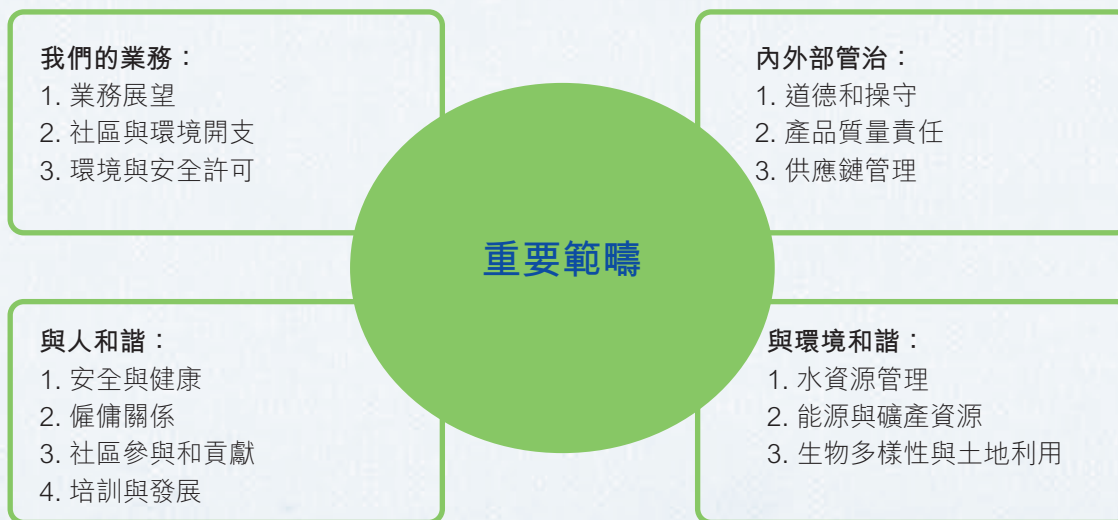 我們的業務：
1. 業務展望
2. 社區與環境開支
3. 環境與安全許可
內外部管治：
1. 道德和操守
2. 產品質量責任
3. 供應鏈管理
重要範疇
與人和諧：
1. 安全與健康
2. 僱傭關係
3. 社區參與和貢獻
4. 培訓與發展
與環境和諧：
1. 水資源管理
2. 能源與礦產資源
3. 生物多樣性與土地利用